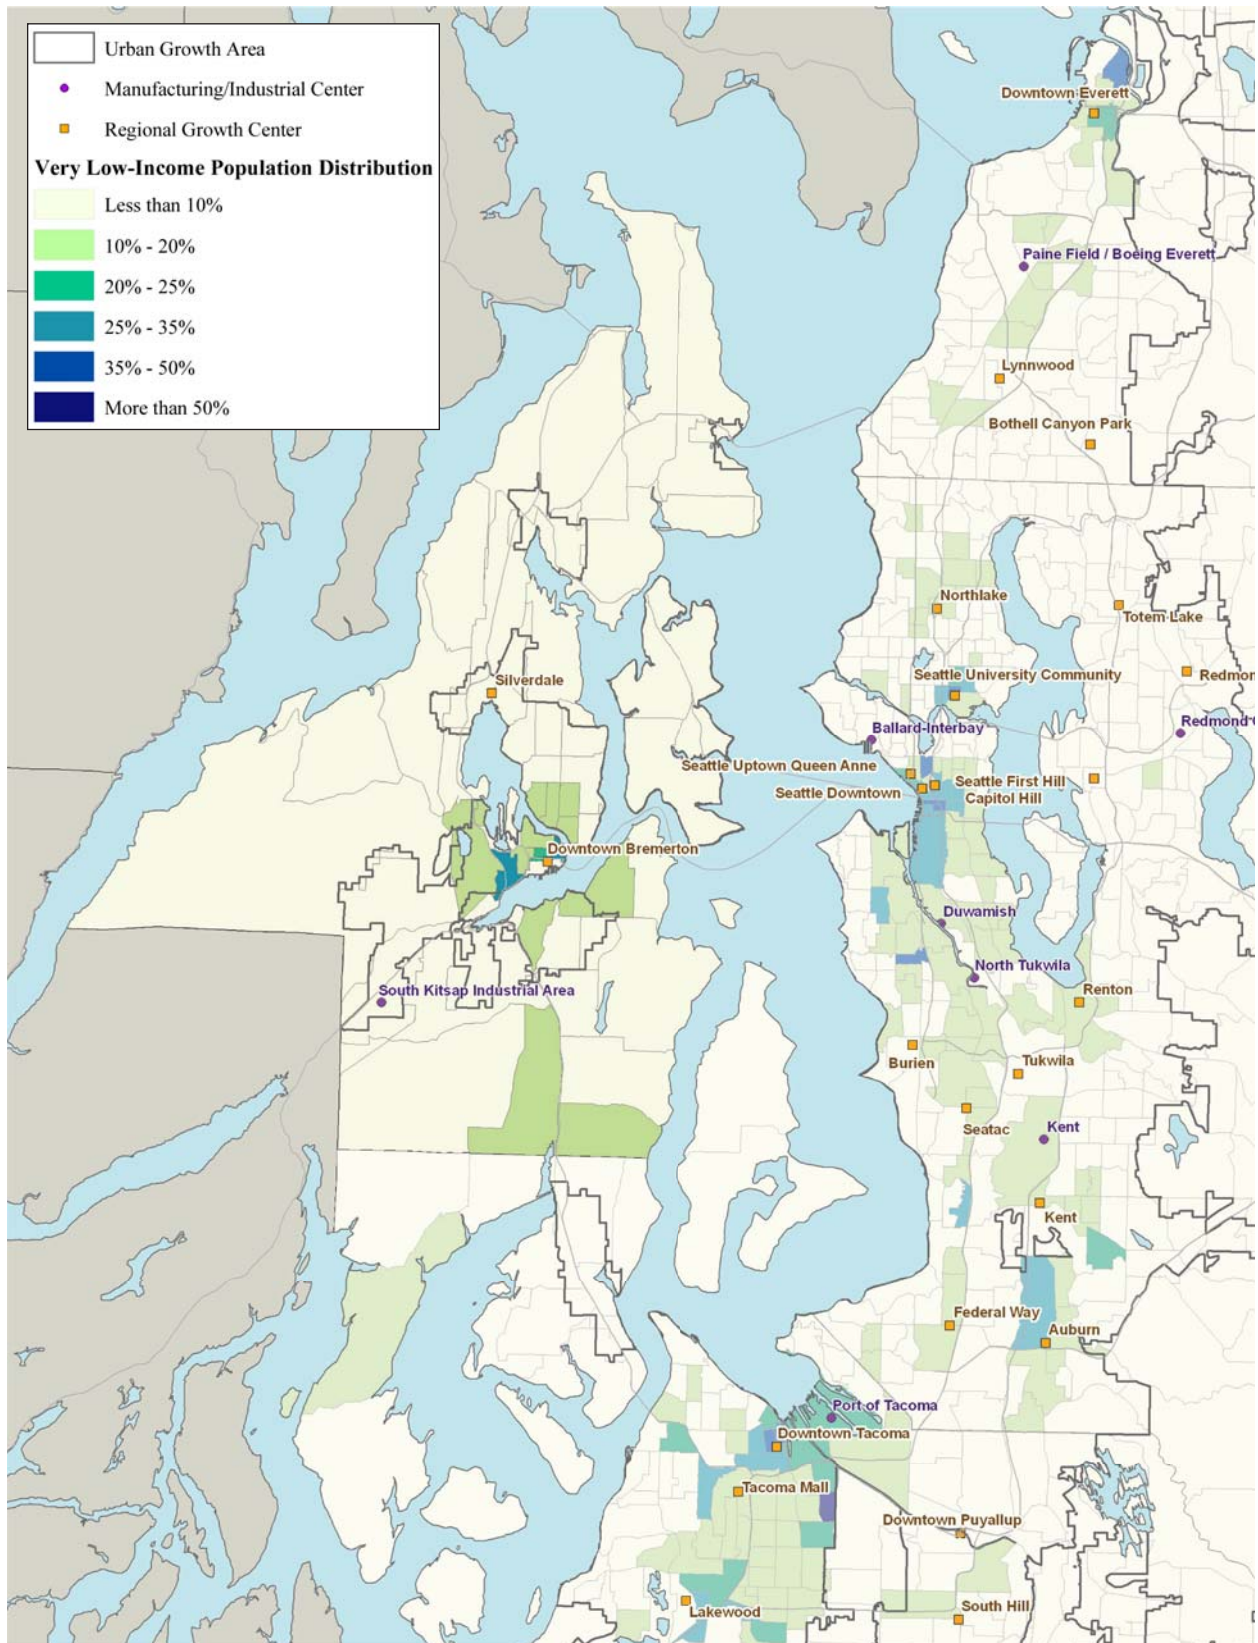 Urban Growth Area
Manufacturing/Industrial Center
Regional Growth Center
Very Low-Income Population Distribution
Less than 10%
10% - 20%
20% - 25%
25% - 35%
35% - 50%
More than 50%
Downtown Everett
Paine Field / Boeing Everett
Lynnwood
Bothell Canyon Park
Northlake
Totem Lake
Silverdale
Seattle University Community
Redmon
Ballard-Interbay
Redmond
Seattle Uptown Queen Anne
Seattle First Hill
Seattle Downtown
Capitol Hill
Downtown Bremerton
Duwamish
North Tukwila
South Kitsap Industrial Area
Renton
Burien
Tukwila
Seatac
Kent
Kent
Federal Way
Auburn
Port of Tacoma
Downtown Tacoma
Tacoma Mall
Downtown Puyallup
Lakewood
South Hill